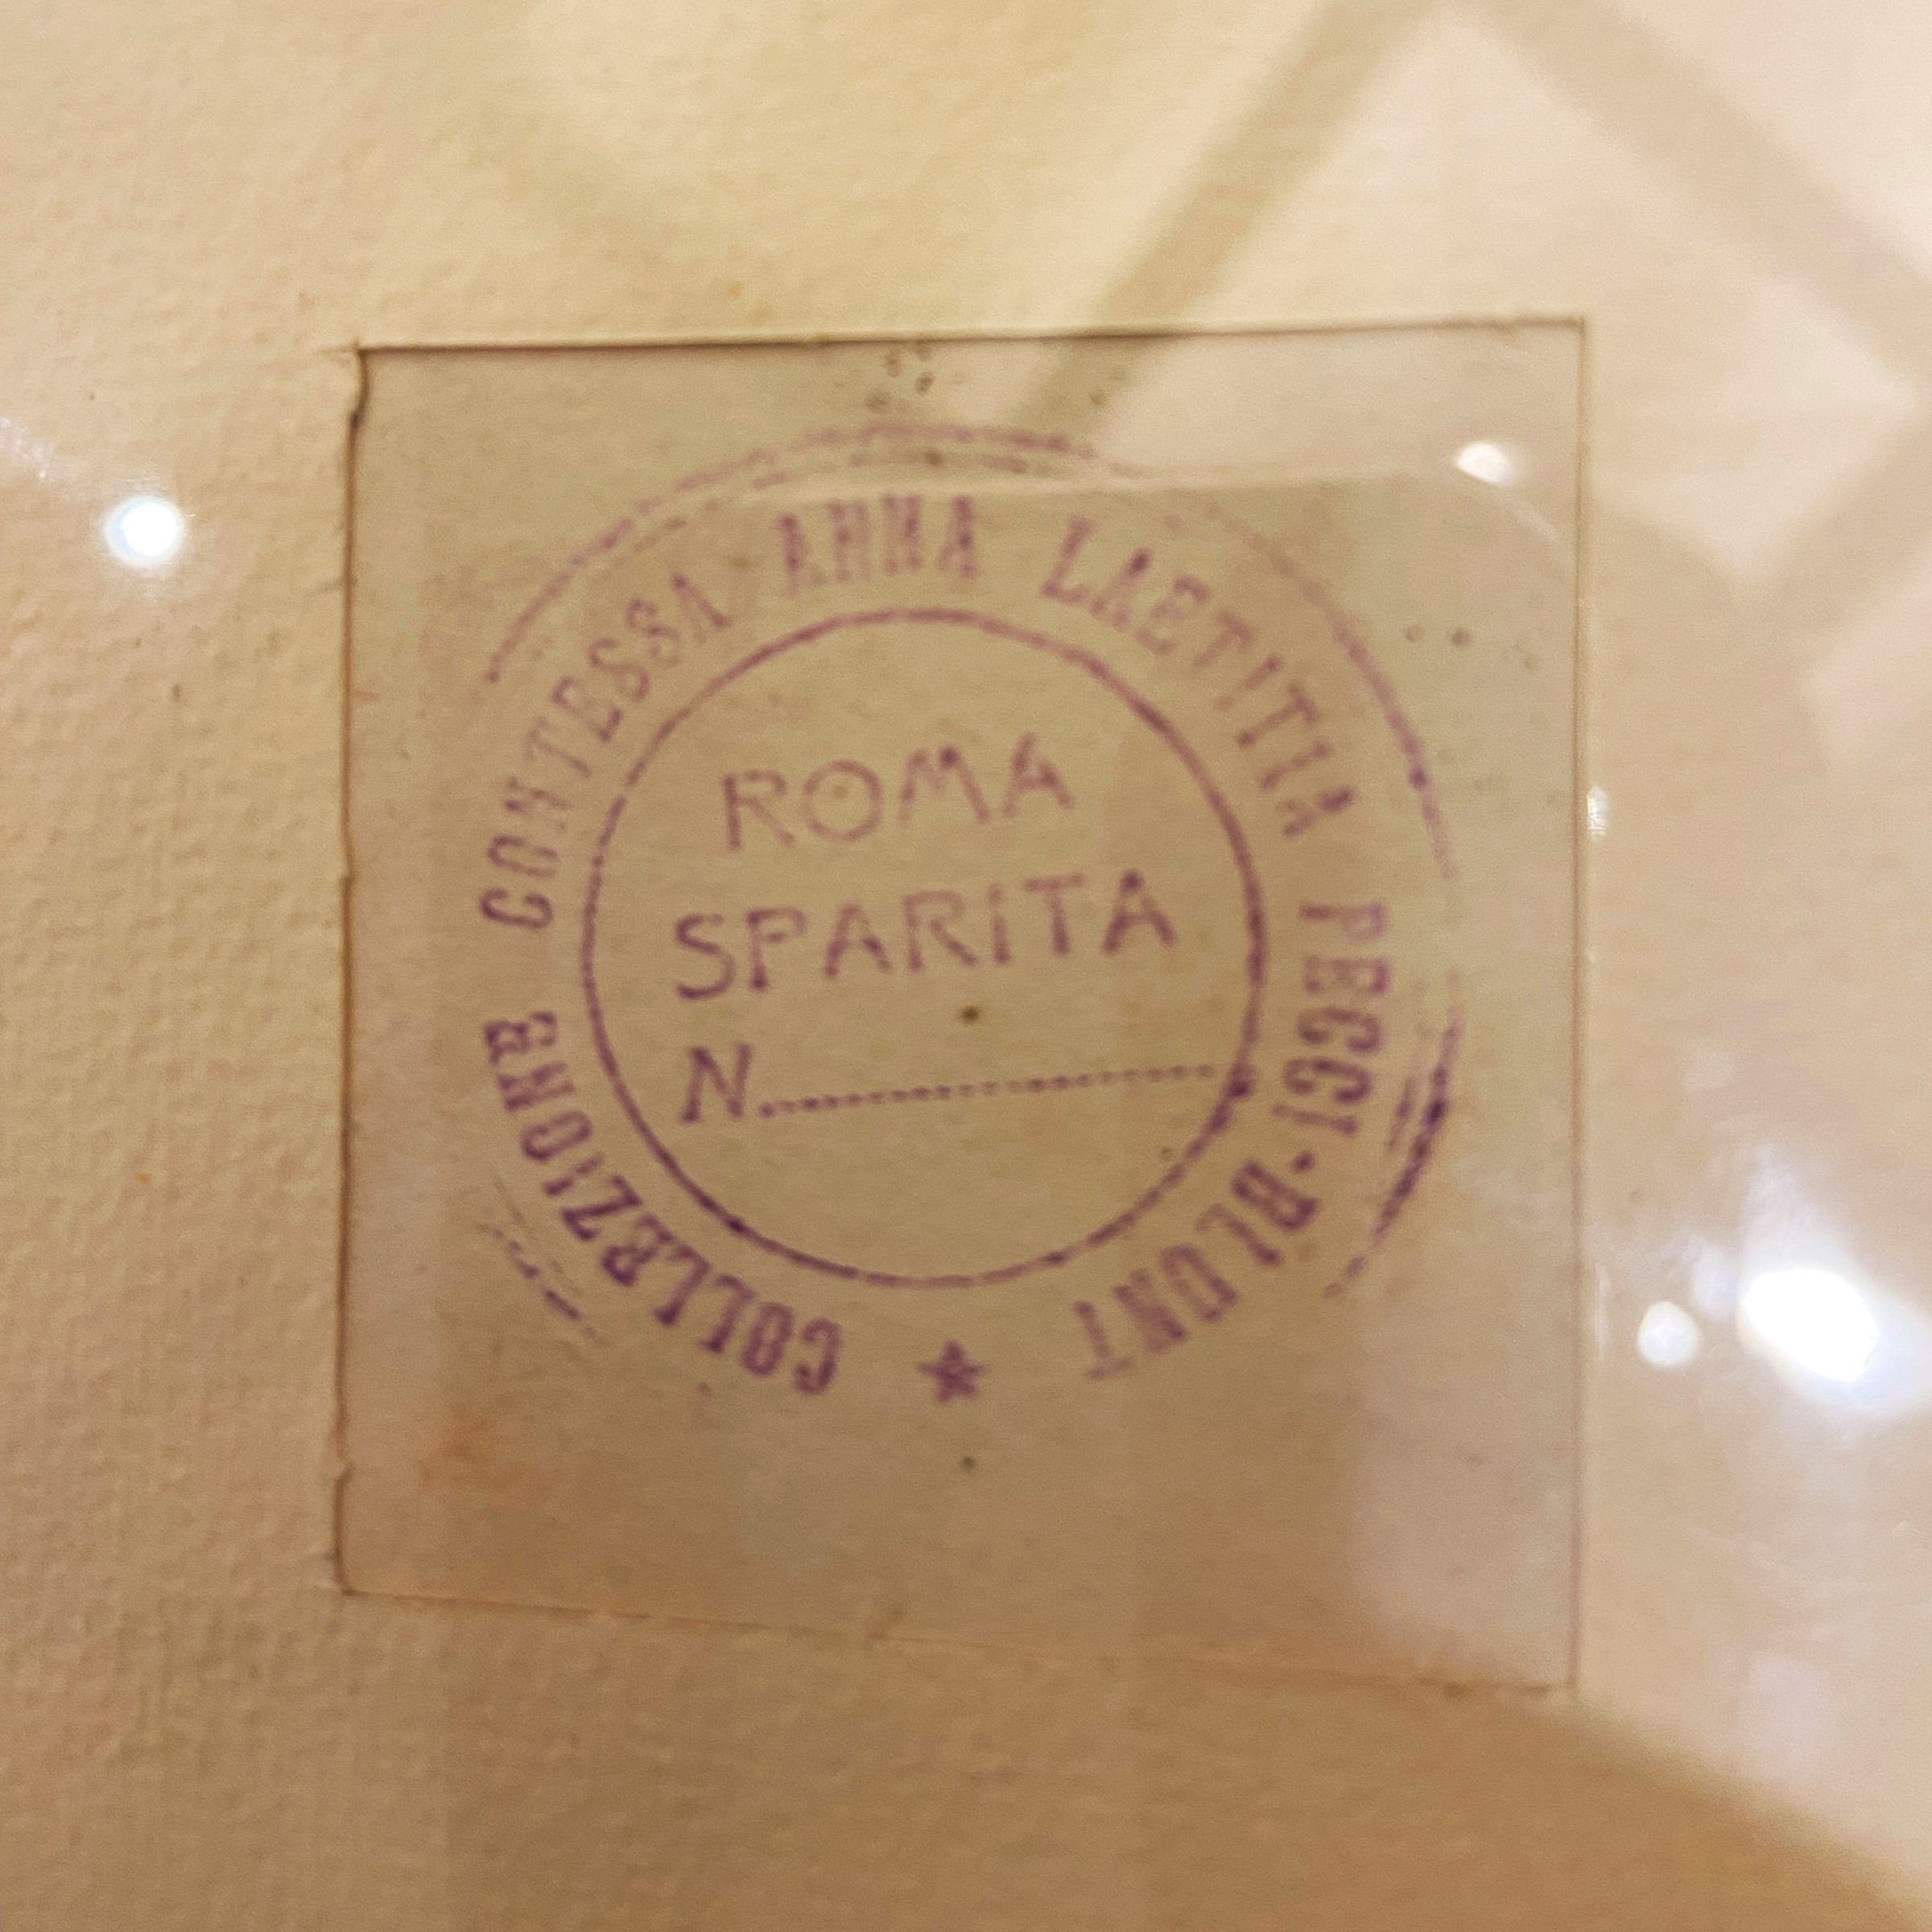 COLLEZIONE CONTESSA ANNA LAETITIA PECCI-BLUNT
ROMA
SPARITA
N.